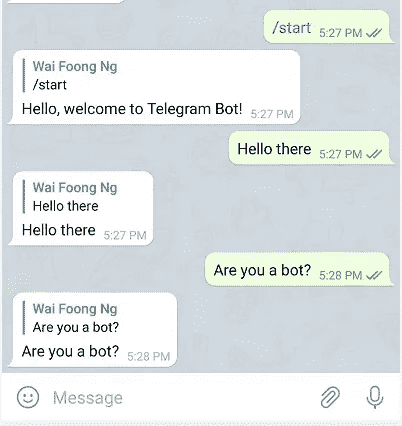 /start 5:27 PM
Wai Foong Ng
/start
Hello, welcome to Telegram Bot! 5:27 PM
Hello there 5:27 PM
Wai Foong Ng
Hello there
Hello there 5:27 PM
Are you a bot? 5:28 PM
Wai Foong Ng
Are you a bot?
Are you a bot? 5:28 PM
Message